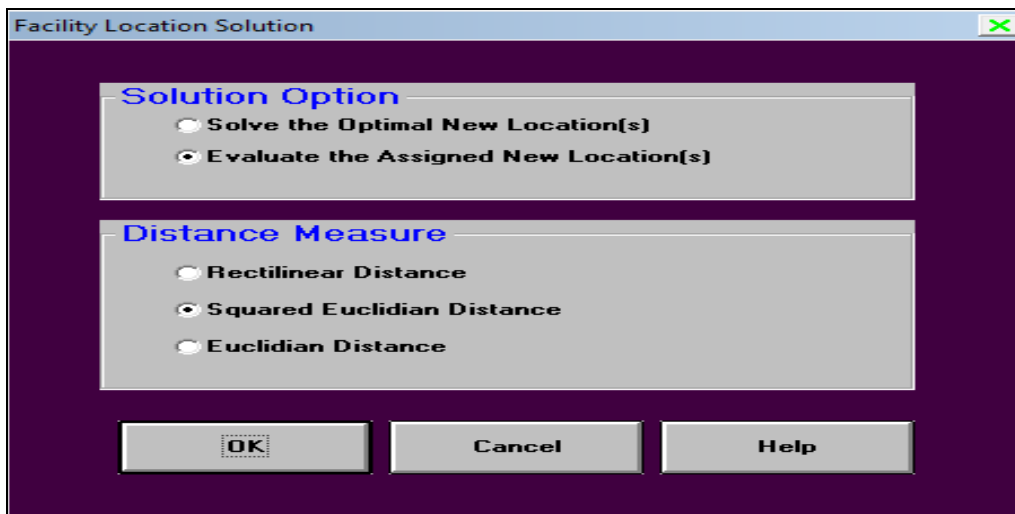 Facility Location Solution
Solution Option
Solve the Optimal New Location(s)
Evaluate the Assigned New Location(s)
Distance Measure
Rectilinear Distance
Squared Euclidian Distance
Euclidian Distance
OK Cancel Help